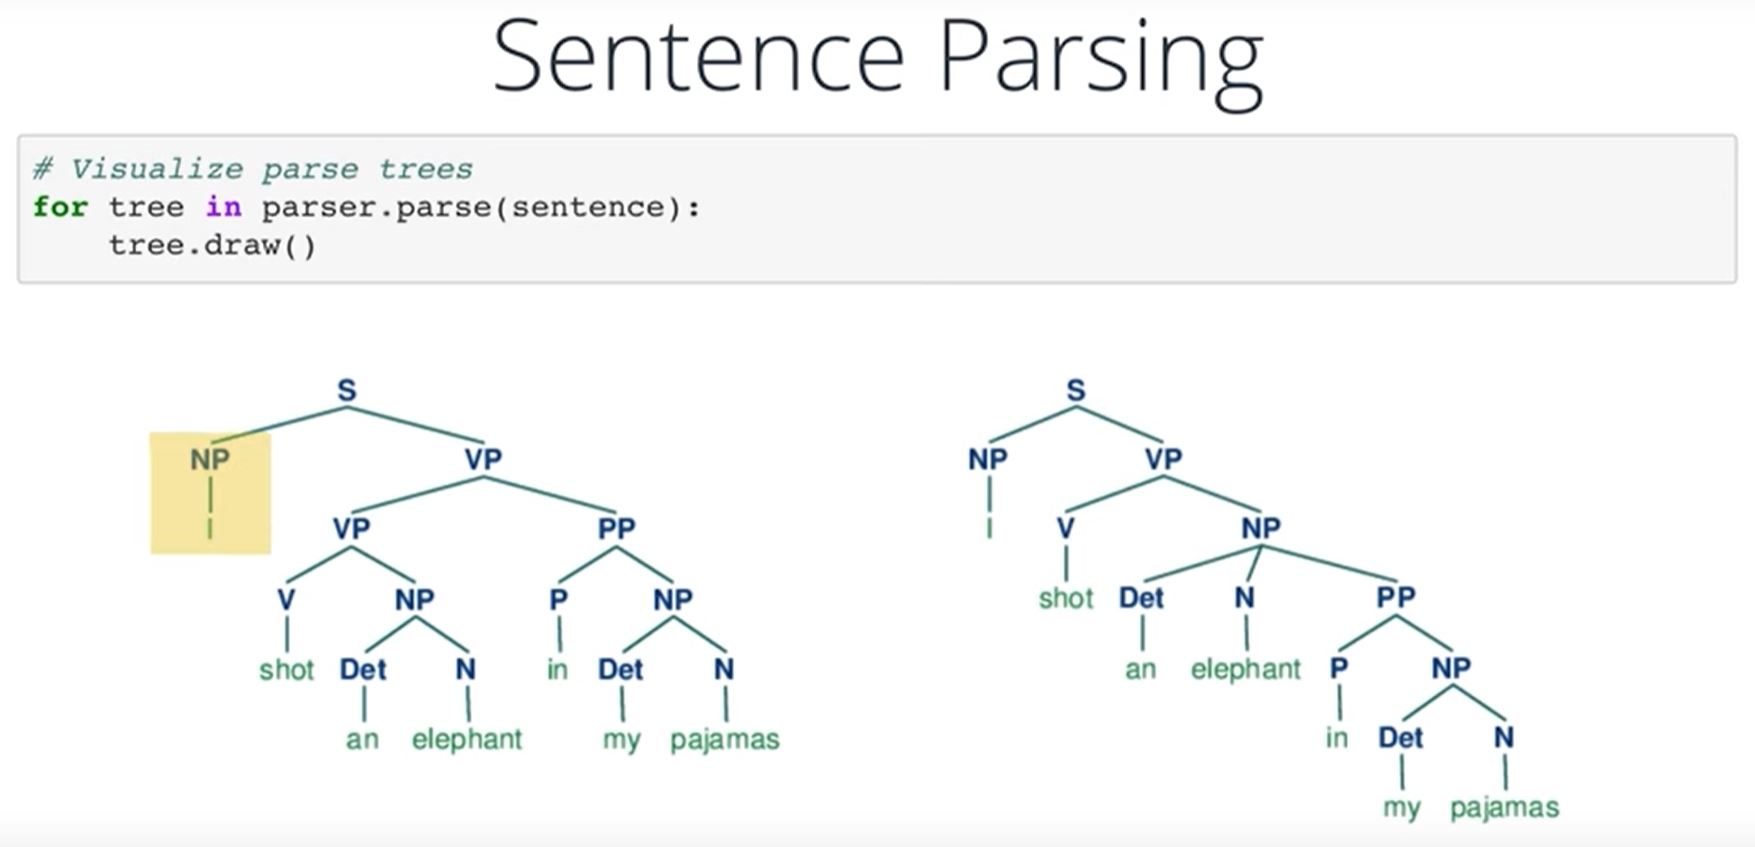 Sentence Parsing
# Visualize parse trees
for tree in parser.parse(sentence):
    tree.draw()
S
NP VP
I VP PP
V NP P NP
shot Det N in Det N
an elephant my pajamas
S
NP VP
I V NP
shot Det N PP
an elephant P NP
in Det N
my pajamas